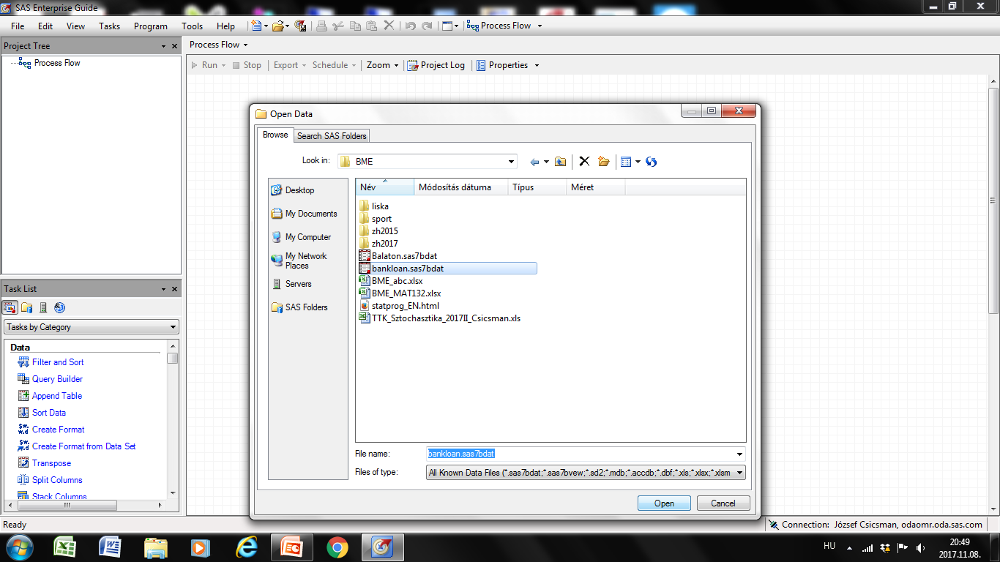 SAS Enterprise Guide
File Edit View Tasks Program Tools Help Process Flow
Project Tree
Process Flow
Process Flow
Run Stop Export Schedule Zoom Project Log Properties
Open Data
Browse Search SAS Folders
Look in: BME
Desktop
My Documents
My Computer
My Network
Places
Servers
SAS Folders
Név Módosítás dátuma Típus Méret
liska
sport
zh2015
zh2017
Balaton.sas7bdat
bankloan.sas7bdat
BME_abc.xlsx
BME_MAT132.xlsx
statprog_EN.html
TTK_Sztochasztika_2017II_Csicsman.xls
File name: bankloan.sas7bdat
Files of type: All Known Data Files (*.sas7bdat;*.sas7bvew;*.sd2;*.mdb;*.accdb;*.dbf;*.xls;*.xlsx;*.xlsm
Open Cancel
Task List
Tasks by Category
Data
Filter and Sort
Query Builder
Append Table
Sort Data
Create Format
Create Format from Data Set
Transpose
Split Columns
Stack Columns
Ready
Connection: József Csicsman, odaomr.oda.sas.com
HU
20:49
2017.11.08.